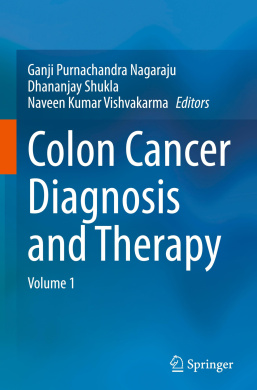 Ganji Purnachandra Nagaraju
Dhananjay Shukla
Naveen Kumar Vishvakarma Editors
Colon Cancer
Diagnosis
and Therapy
Volume 1
Springer